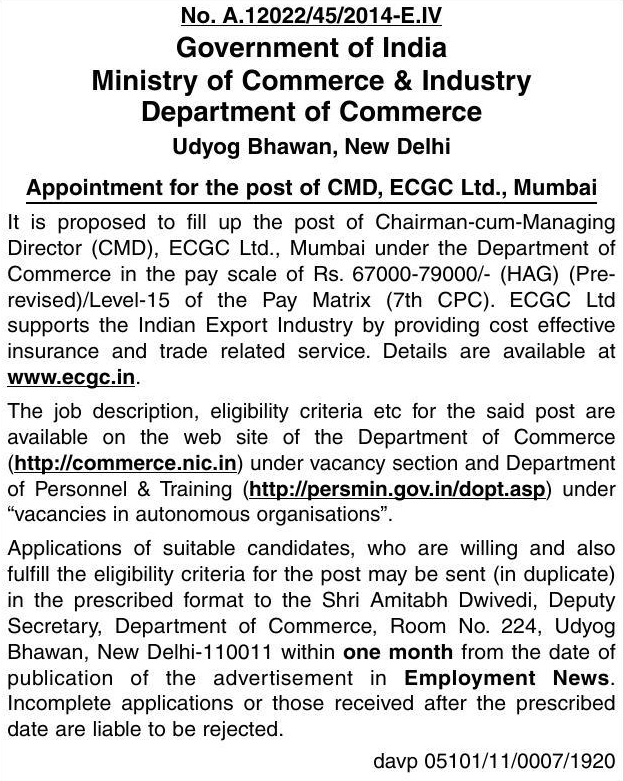 No. A.12022/45/2014-E.IV
Government of India
Ministry of Commerce & Industry
Department of Commerce
Udyog Bhawan, New Delhi
Appointment for the post of CMD, ECGC Ltd., Mumbai
It is proposed to fill up the post of Chairman-cum-Managing
Director (CMD), ECGC Ltd., Mumbai under the Department of
Commerce in the pay scale of Rs. 67000-79000/- (HAG) (Pre-
revised)/Level-15 of the Pay Matrix (7th CPC). ECGC Ltd
supports the Indian Export Industry by providing cost effective
insurance and trade related service. Details are available at
www.ecgc.in.
The job description, eligibility criteria etc for the said post are
available on the web site of the Department of Commerce
(http://commerce.nic.in) under vacancy section and Department
of Personnel & Training (http://persmin.gov.in/dopt.asp) under
“vacancies in autonomous organisations”.
Applications of suitable candidates, who are willing and also
fulfill the eligibility criteria for the post may be sent (in duplicate)
in the prescribed format to the Shri Amitabh Dwivedi, Deputy
Secretary, Department of Commerce, Room No. 224, Udyog
Bhawan, New Delhi-110011 within one month from the date of
publication of the advertisement in Employment News.
Incomplete applications or those received after the prescribed
date are liable to be rejected.
davp 05101/11/0007/1920